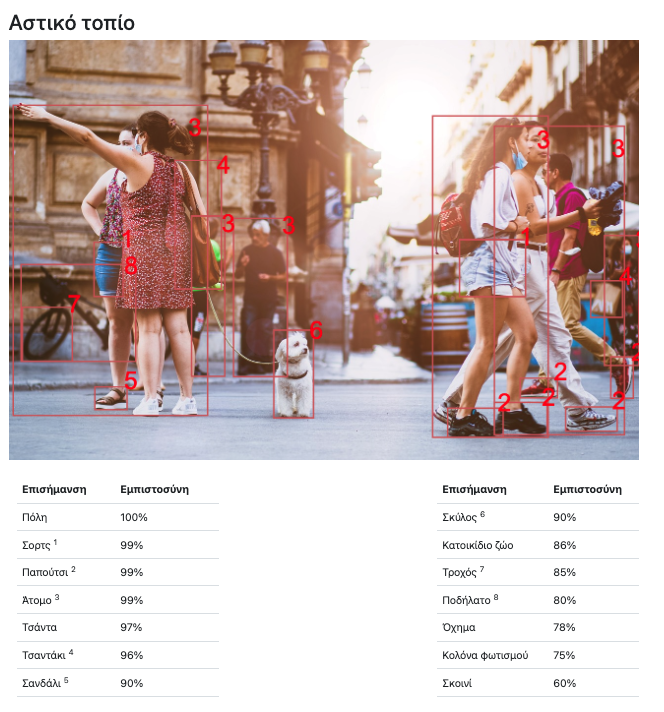 Αστικό τοπίο
3
4
3
3
3
3
1
1
8
4
7
6
5
2
2
2
2
Επισήμανση Εμπιστοσύνη
Πόλη 100%
Σορτς 1 99%
Παπούτσι 2 99%
Άτομο 3 99%
Τσάντα 97%
Τσαντάκι 4 96%
Σανδάλι 5 90%
Επισήμανση Εμπιστοσύνη
Σκύλος 6 90%
Κατοικίδιο ζώο 86%
Τροχός 7 85%
Ποδήλατο 8 80%
Όχημα 78%
Κολόνα φωτισμού 75%
Σκοινί 60%